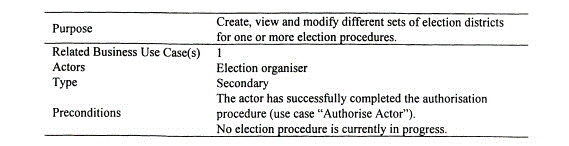 Purpose
Create, view and modify different sets of election districts
for one or more election procedures.
Related Business Use Case(s) 1
Actors Election organiser
Type Secondary
Preconditions
The actor has successfully completed the authorisation
procedure (use case “Authorise Actor”).
No election procedure is currently in progress.